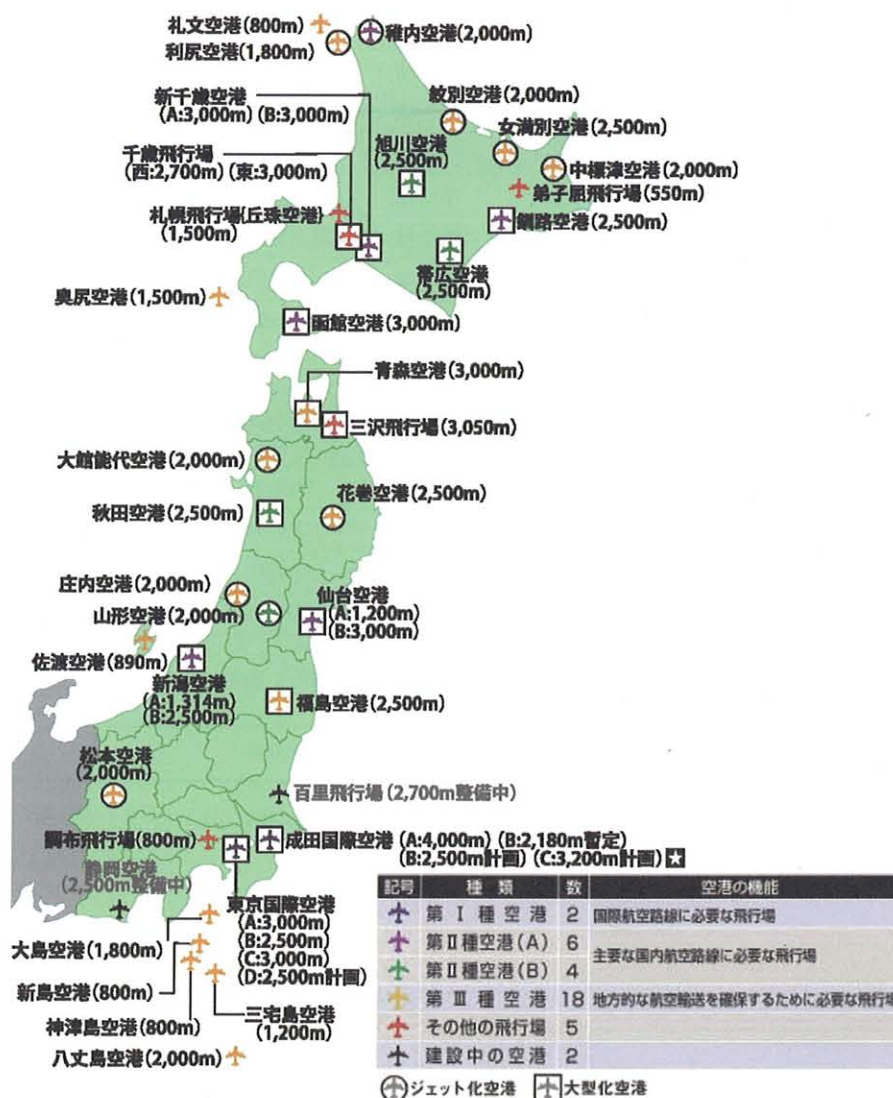 礼文空港(800m)
利尻空港(1,800m)
稚内空港(2,000m)
新千歳空港
(A:3,000m)(B:3,000m)
紋別空港(2,000m)
女満別空港(2,500m)
旭川空港
(2,500m)
中標津空港(2,000m)
千歳飛行場
(西:2,700m)(東:3,000m)
弟子屈飛行場(550m)
札幌飛行場{丘珠空港}
(1,500m)
釧路空港(2,500m)
帯広空港
(2,500m)
奥尻空港(1,500m)
函館空港(3,000m)
青森空港(3,000m)
三沢飛行場(3,050m)
大館能代空港(2,000m)
花巻空港(2,500m)
秋田空港(2,500m)
庄内空港(2,000m)
仙台空港
(A:1,200m)
(B:3,000m)
山形空港(2,000m)
佐渡空港(890m)
新潟空港
(A:1,314m)
(B:2,500m)
福島空港(2,500m)
松本空港
(2,000m)
百里飛行場(2,700m整備中)
調布飛行場(800m)
成田国際空港(A:4,000m)(B:2,180m暫定)
(B:2,500m計画)(C:3,200m計画)★
静岡空港
(2,500m整備中)
東京国際空港
(A:3,000m)
(B:2,500m)
(C:3,000m)
(D:2,500m計画)
大島空港(1,800m)
新島空港(800m)
神津島空港(800m)
三宅島空港
(1,200m)
八丈島空港(2,000m)
記号 種類 数 空港の機能
第Ⅰ種空港 2 国際航空路線に必要な飛行場
第Ⅱ種空港(A) 6 主要な国内航空路線に必要な飛行場
第Ⅱ種空港(B) 4
第Ⅲ種空港 18 地方的な航空輸送を確保するために必要な飛行場
その他の飛行場 5
建設中の空港 2
ジェット化空港 大型化空港